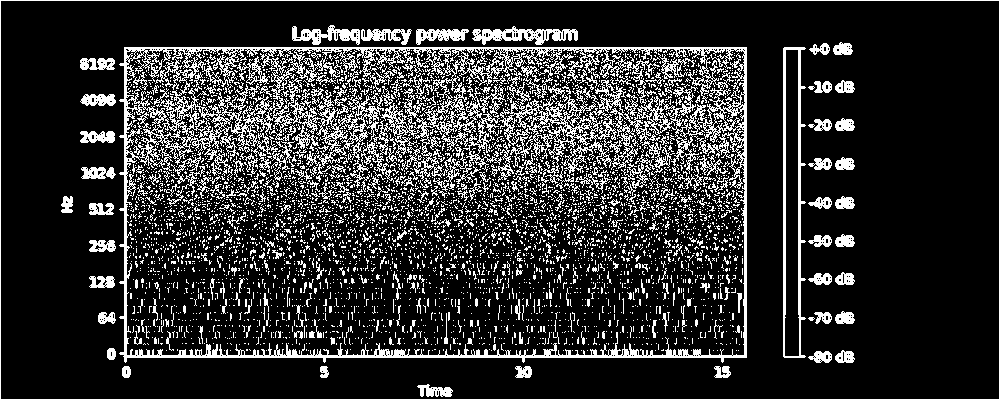 Log-frequency power spectrogram
8192
4096
2048
1024
512
256
128
64
0
Hz
0 5 10 15
Time
+0 dB
-10 dB
-20 dB
-30 dB
-40 dB
-50 dB
-60 dB
-70 dB
-80 dB